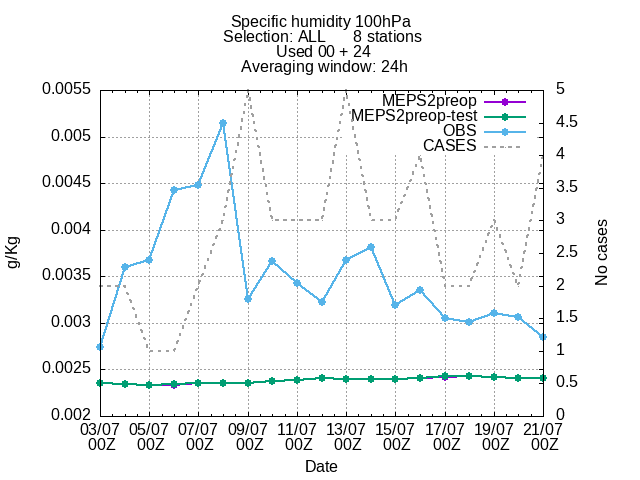 Specific humidity 100hPa
Selection: ALL 8 stations
Used 00 + 24
Averaging window: 24h
MEPS2preop
MEPS2preop-test
OBS
CASES
0.0055
0.005
0.0045
0.004
0.0035
0.003
0.0025
0.002
g/Kg
5
4.5
4
3.5
3
2.5
2
1.5
1
0.5
0
No cases
03/07 05/07 07/07 09/07 11/07 13/07 15/07 17/07 19/07 21/07
00Z 00Z 00Z 00Z 00Z 00Z 00Z 00Z 00Z 00Z
Date